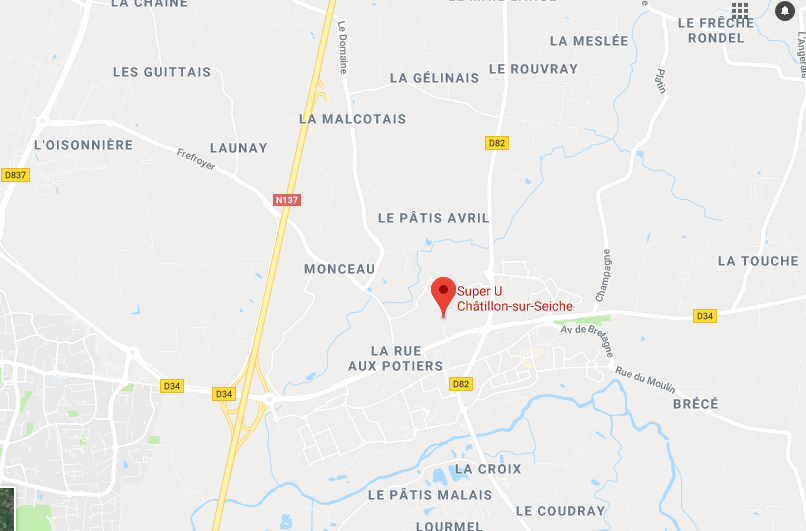 LA CHAINE
LE FRÊCHE
RONDEL
L'Angerais
Le Domaine
LA MESLÉE
LES GUITTAIS
LA GÉLINAIS
LE ROUVRAY
Platin
LA MALCOTAIS
L'OISONNIÈRE
LAUNAY
Frefroyer
D82
D837
N137
LE PÂTIS AVRIL
MONCEAU
LA TOUCHE
Champagne
Super U
Châtillon-sur-Seiche
D34
Av de Bretagne
LA RUE
AUX POTIERS
D34
D34
D82
Rue du Moulin
BRÉCÉ
LA CROIX
LE PÂTIS MALAIS
LE COUDRAY
LOURMEL